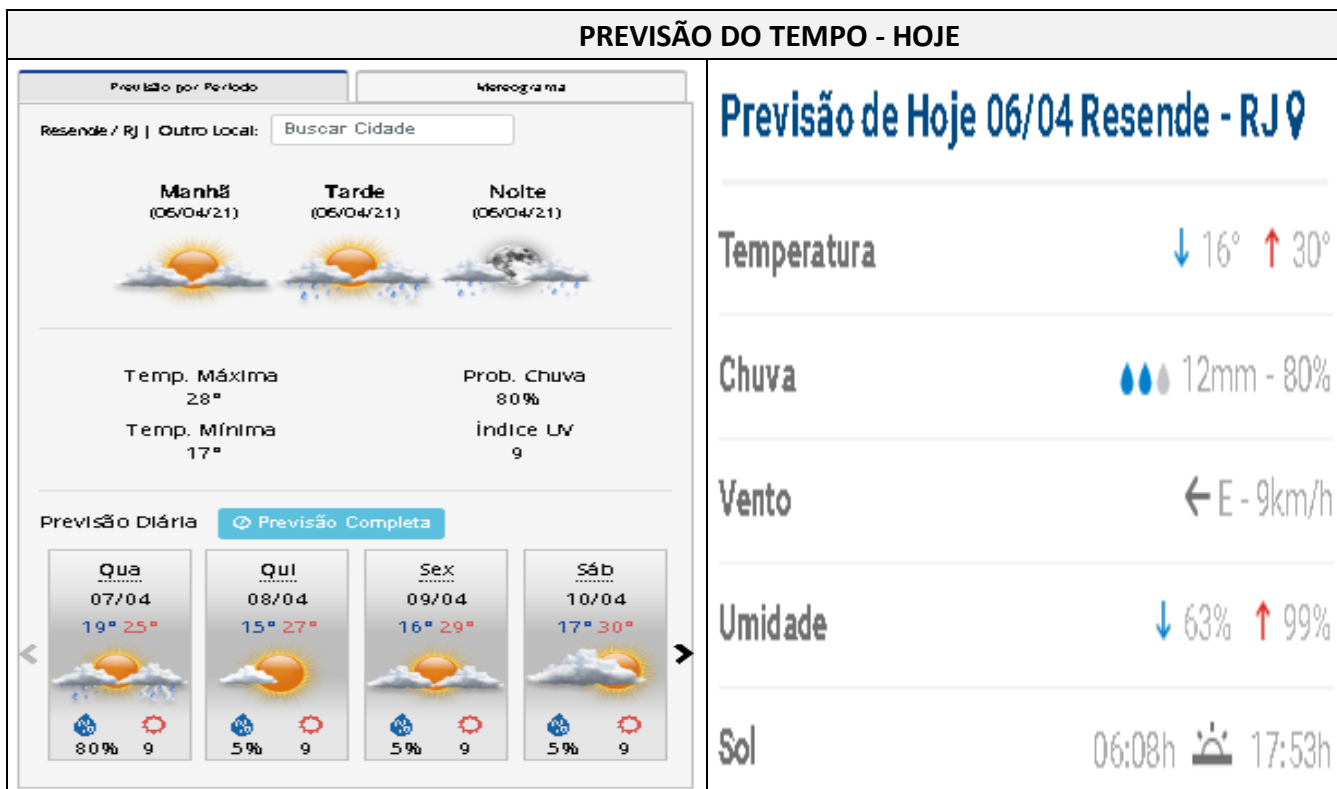 PREVISÃO DO TEMPO - HOJE
Previsão por Período
Meteograma
Resende / RJ | Outro Local: Buscar Cidade
Manhã Tarde Noite
(06/04/21) (06/04/21) (06/04/21)
Temp. Máxima Prob. Chuva
28° 80%
Temp. Mínima Índice UV
17° 9
Previsão Diária Previsão Completa
Qua Qui Sex Sáb
07/04 08/04 09/04 10/04
19° 25° 15° 27° 16° 29° 17° 30°
80% 9 5% 9 5% 9 5% 9
Previsão de Hoje 06/04 Resende - RJ
Temperatura ↓ 16° ↑ 30°
Chuva 12mm - 80%
Vento ← E - 9km/h
Umidade ↓ 63% ↑ 99%
Sol 06:08h 17:53h